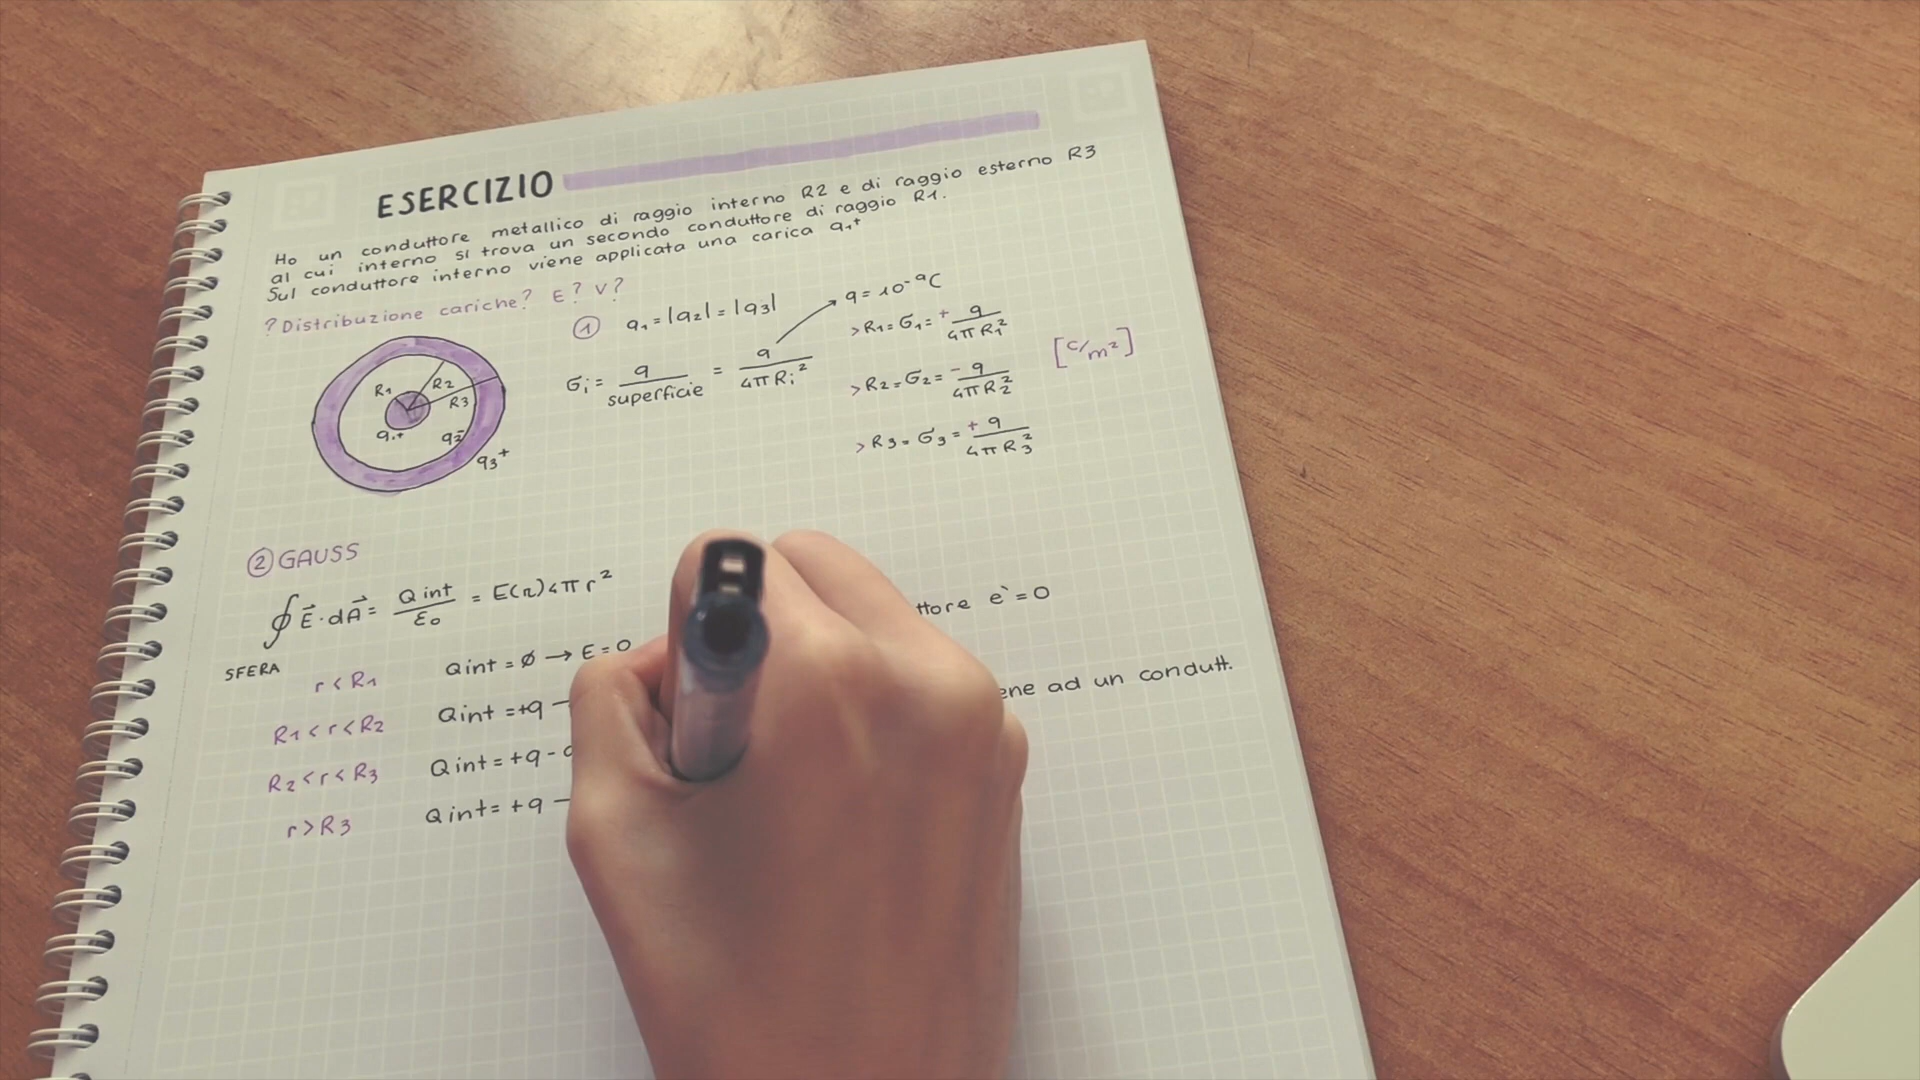 ESERCIZIO
Ho un conduttore metallico di raggio interno R2 e di raggio esterno R3
al cui interno si trova un secondo conduttore di raggio R1.
Sul conduttore interno viene applicata una carica q₁⁺
? Distribuzione cariche? E? V?
① q₁ = |q₂| = |q₃|
q = 10⁻⁹C
σi = q / superficie = q / 4πRi²
> R₁ = σ₁ = + q / 4πR₁²
> R₂ = σ₂ = - q / 4πR₂²
> R₃ = σ₃ = + q / 4πR₃²
[C/m²]
R₁ R₂ R₃
q₁⁺ q₂⁻ q₃⁺
② GAUSS
∮ E⃗ · dA⃗ = Q int / ε₀ = E(r) 4π r²
ttore e` = 0
SFERA
r < R₁ Qint = ∅ → E = 0
R₁ < r < R₂ Qint = +q –
ene ad un condutt.
R₂ < r < R₃ Qint = +q -
r > R₃ Qint = +q –